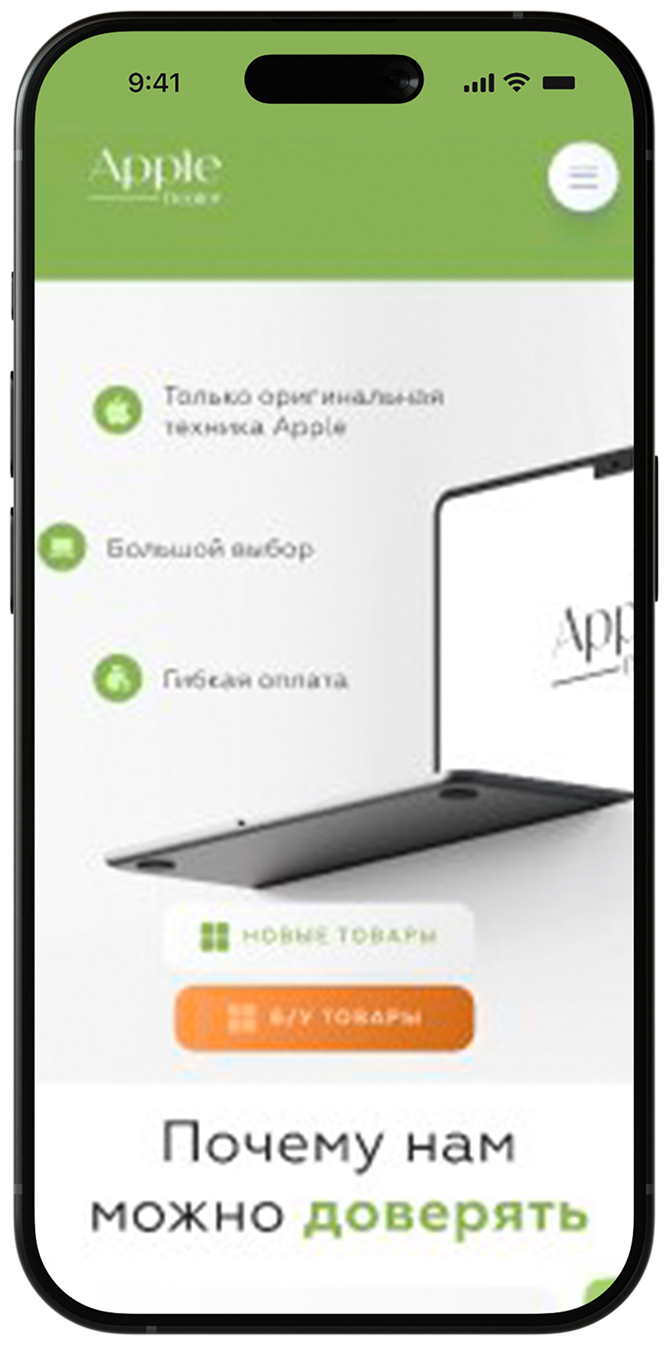 9:41
Apple
Dealer
Только оригинальная
техника Apple
Большой выбор
Гибкая оплата
App
НОВЫЕ ТОВАРЫ
Б/У ТОВАРЫ
Почему нам
можно доверять